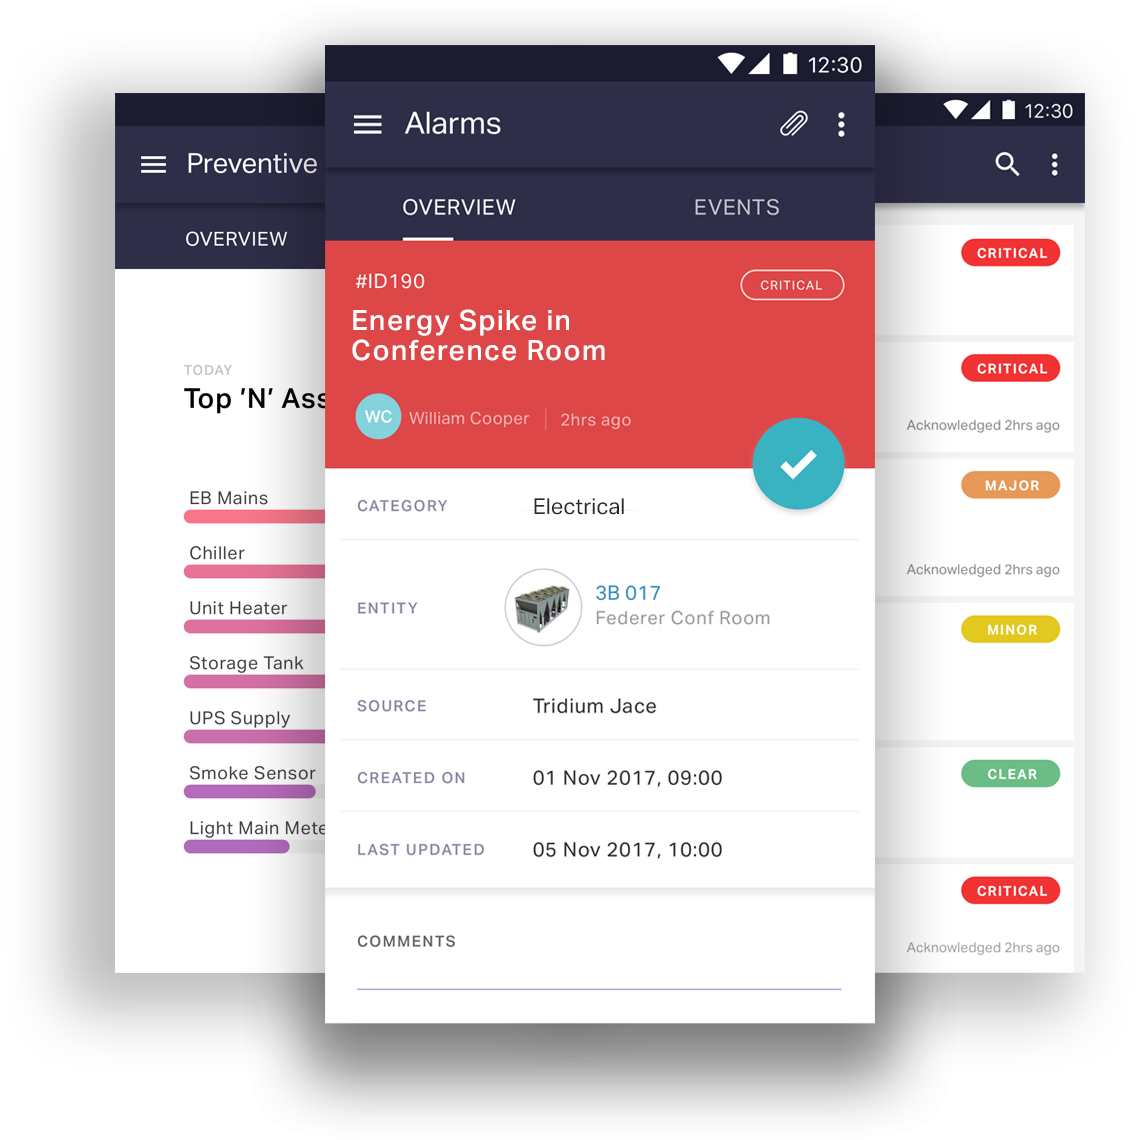 12:30
Preventive
OVERVIEW
TODAY
Top 'N' Ass
EB Mains
Chiller
Unit Heater
Storage Tank
UPS Supply
Smoke Sensor
Light Main Mete
12:30
Alarms
OVERVIEW EVENTS
#ID190 CRITICAL
Energy Spike in
Conference Room
WC William Cooper 2hrs ago
CATEGORY Electrical
ENTITY 3B 017
Federer Conf Room
SOURCE Tridium Jace
CREATED ON 01 Nov 2017, 09:00
LAST UPDATED 05 Nov 2017, 10:00
COMMENTS
CRITICAL
CRITICAL
Acknowledged 2hrs ago
MAJOR
Acknowledged 2hrs ago
MINOR
CLEAR
CRITICAL
Acknowledged 2hrs ago